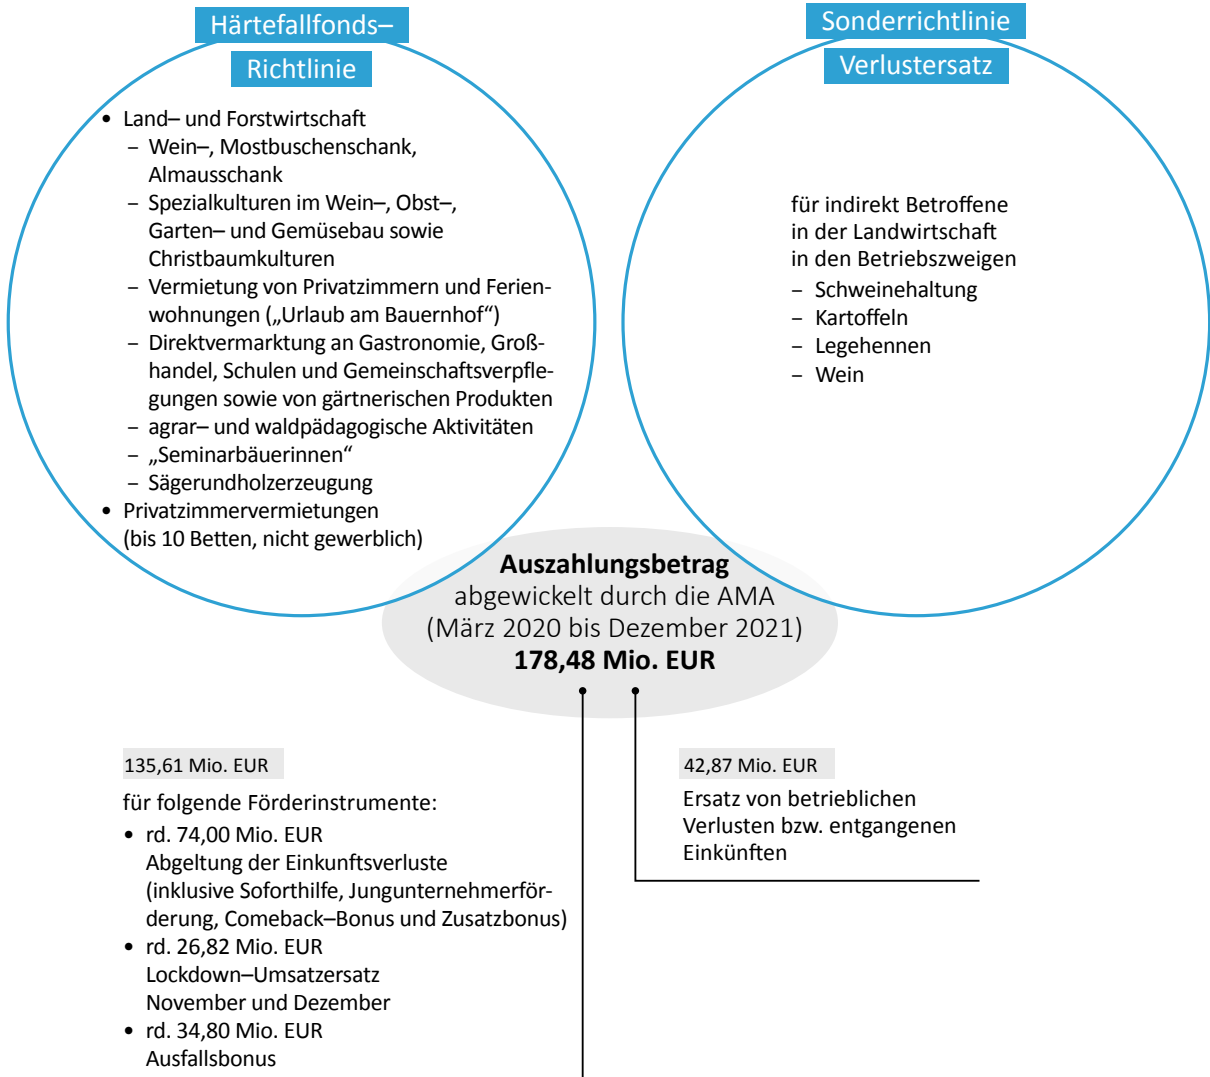 Härtefallfonds–
Richtlinie
• Land– und Forstwirtschaft
– Wein–, Mostbuschenschank,
Almausschank
– Spezialkulturen im Wein–, Obst–,
Garten– und Gemüsebau sowie
Christbaumkulturen
– Vermietung von Privatzimmern und Ferien-
wohnungen („Urlaub am Bauernhof“)
– Direktvermarktung an Gastronomie, Groß-
handel, Schulen und Gemeinschaftsverpfle-
gungen sowie von gärtnerischen Produkten
– agrar– und waldpädagogische Aktivitäten
– „Seminarbäuerinnen“
– Sägerundholzerzeugung
• Privatzimmervermietungen
(bis 10 Betten, nicht gewerblich)
Sonderrichtlinie
Verlustersatz
für indirekt Betroffene
in der Landwirtschaft
in den Betriebszweigen
– Schweinehaltung
– Kartoffeln
– Legehennen
– Wein
Auszahlungsbetrag
abgewickelt durch die AMA
(März 2020 bis Dezember 2021)
178,48 Mio. EUR
135,61 Mio. EUR
für folgende Förderinstrumente:
• rd. 74,00 Mio. EUR
Abgeltung der Einkunftsverluste
(inklusive Soforthilfe, Jungunternehmerför-
derung, Comeback–Bonus und Zusatzbonus)
• rd. 26,82 Mio. EUR
Lockdown–Umsatzersatz
November und Dezember
• rd. 34,80 Mio. EUR
Ausfallsbonus
42,87 Mio. EUR
Ersatz von betrieblichen
Verlusten bzw. entgangenen
Einkünften